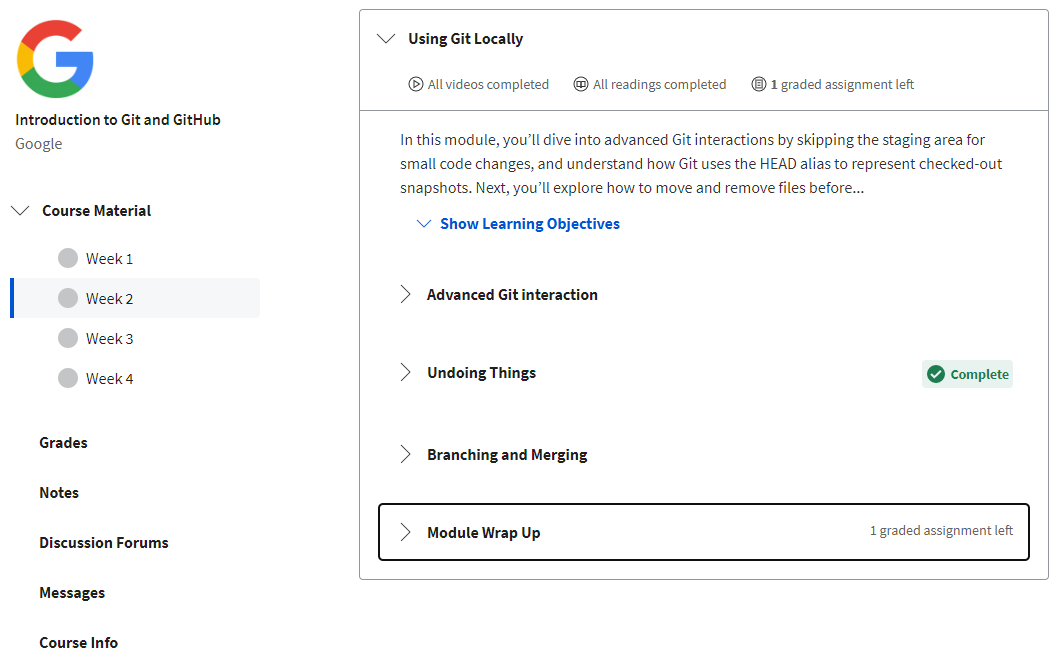 Introduction to Git and GitHub
Google
Course Material
Week 1
Week 2
Week 3
Week 4
Grades
Notes
Discussion Forums
Messages
Course Info
Using Git Locally
All videos completed
All readings completed
1 graded assignment left
In this module, you’ll dive into advanced Git interactions by skipping the staging area for
small code changes, and understand how Git uses the HEAD alias to represent checked-out
snapshots. Next, you’ll explore how to move and remove files before...
Show Learning Objectives
Advanced Git interaction
Undoing Things
Complete
Branching and Merging
Module Wrap Up
1 graded assignment left